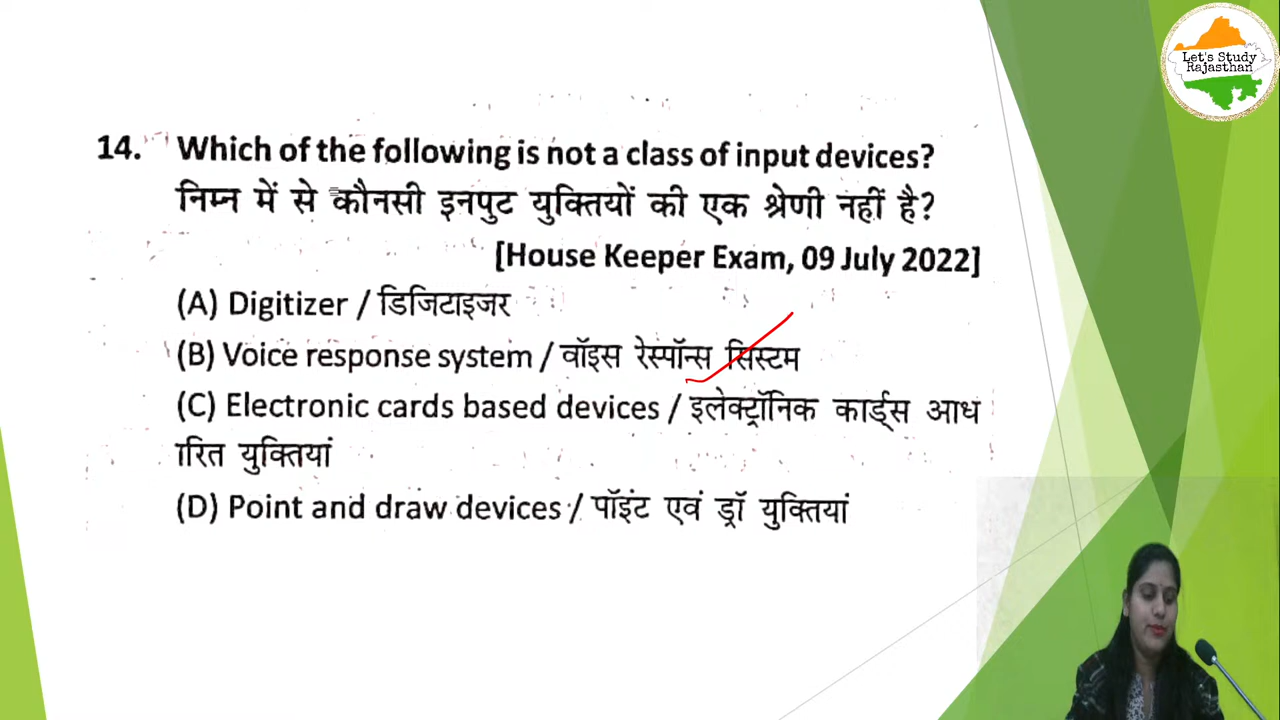 Let's Study
Rajasthan
14. Which of the following is not a class of input devices?
निम्न में से कौनसी इनपुट युक्तियों की एक श्रेणी नहीं है?
[House Keeper Exam, 09 July 2022]
(A) Digitizer / डिजिटाइजर
(B) Voice response system / वॉइस रेस्पॉन्स सिस्टम
(C) Electronic cards based devices / इलेक्ट्रॉनिक कार्ड्स आध
ारित युक्तियां
(D) Point and draw devices / पॉइंट एवं ड्रॉ युक्तियां